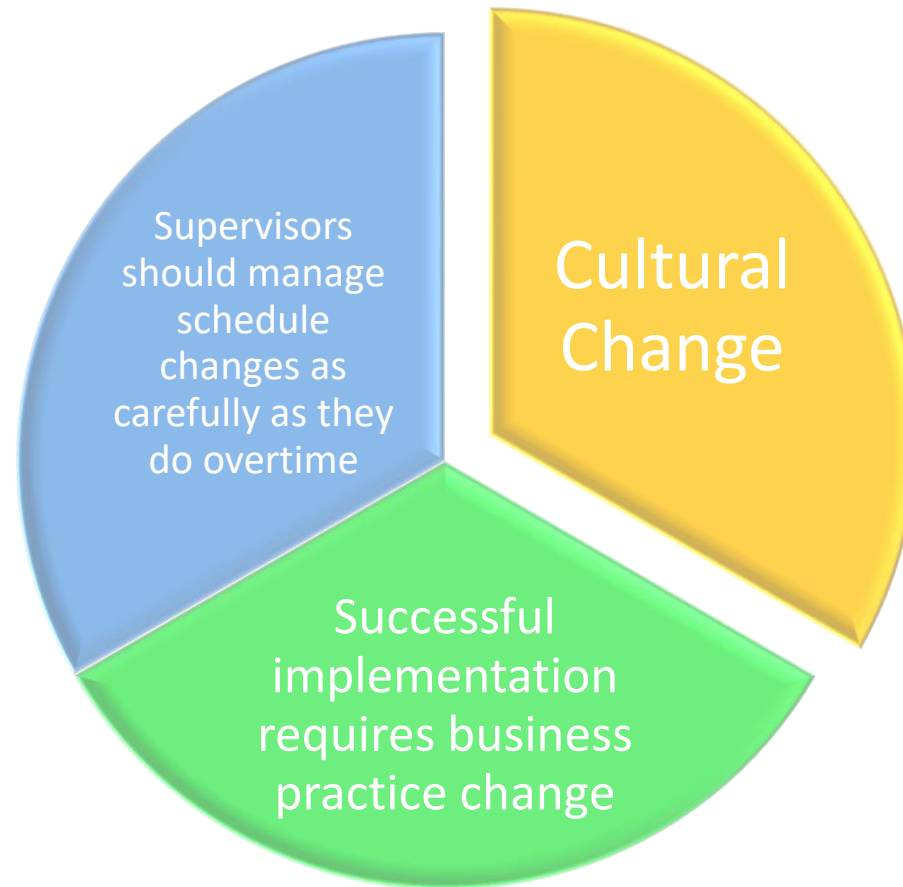 Supervisors
should manage
schedule
changes as
carefully as they
do overtime
Cultural
Change
Successful
implementation
requires business
practice change